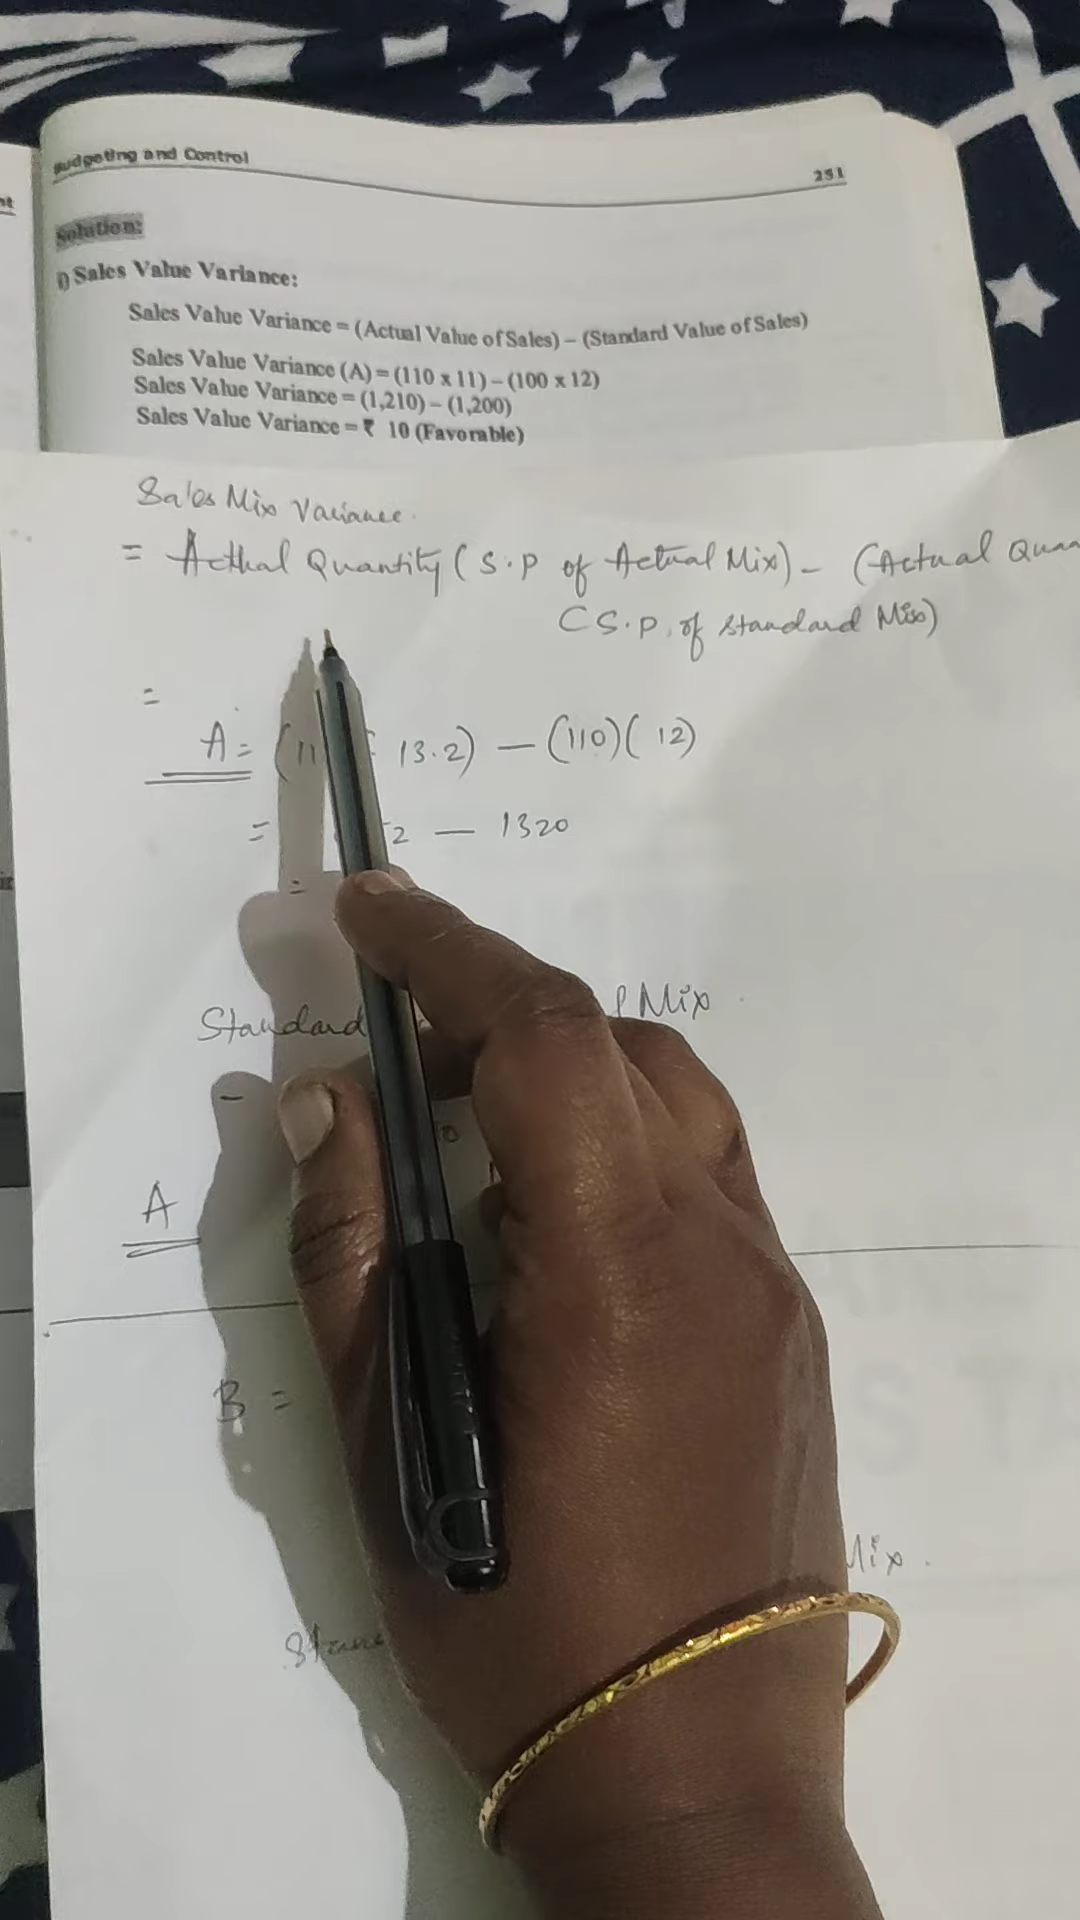 Budgeting and Control
251
Solution:
i) Sales Value Variance:
Sales Value Variance = (Actual Value of Sales) – (Standard Value of Sales)
Sales Value Variance (A) = (110 x 11) – (100 x 12)
Sales Value Variance = (1,210) – (1,200)
Sales Value Variance = ₹ 10 (Favorable)
Sales Mix Variance.
= Actual Quantity (S.P of Actual Mix) - (Actual Quan
(S.P. of standard Mix)
=
A = (11 13.2) — (110)( 12)
= 2 — 1320
=
Standard Mix
A
B =
Mix.